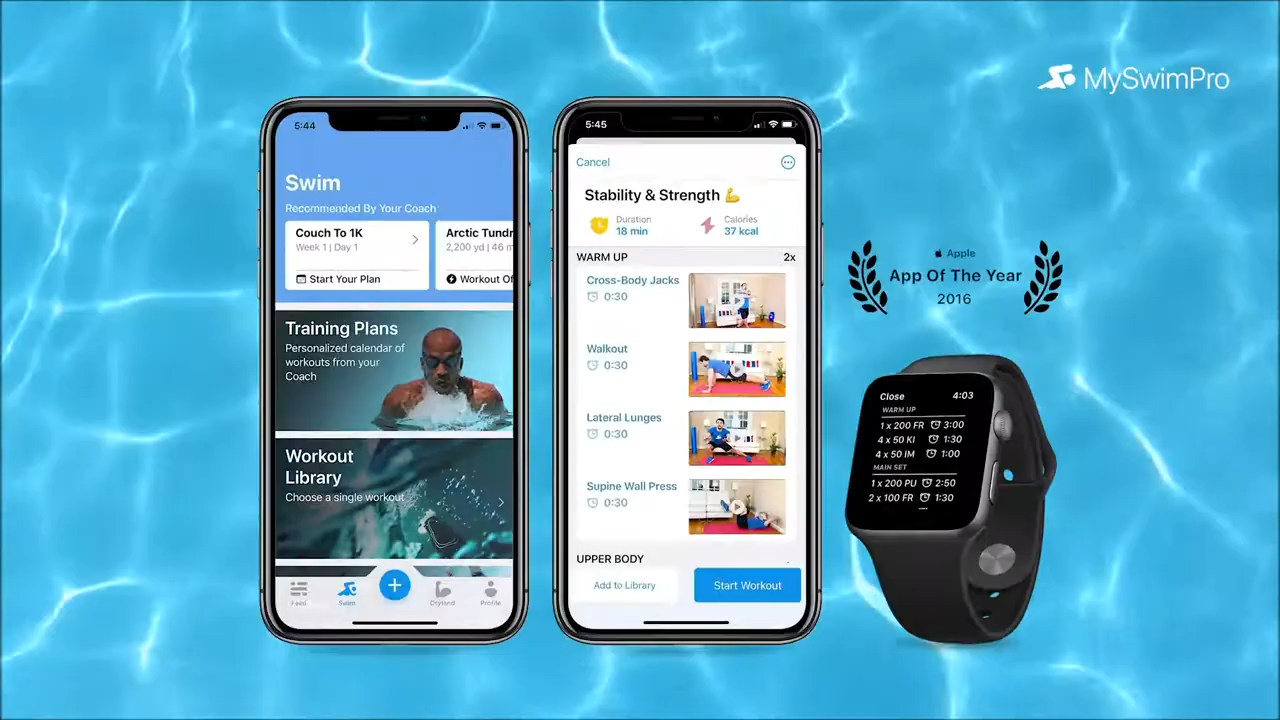 MySwimPro
5:44
Swim
Recommended By Your Coach
Couch To 1K
Week 1 | Day 1
Start Your Plan
Arctic Tundr
2,200 yd | 46 m
Workout Of
Training Plans
Personalized calendar of
workouts from your
Coach
Workout
Library
Choose a single workout
Feed
Swim
Dryland
Profile
5:45
Cancel
Stability & Strength 💪
Duration
18 min
Calories
37 kcal
WARM UP 2x
Cross-Body Jacks
0:30
Walkout
0:30
Lateral Lunges
0:30
Supine Wall Press
0:30
UPPER BODY
Add to Library
Start Workout
Apple
App Of The Year
2016
Close 4:03
WARM UP
1 x 200 FR 3:00
4 x 50 KI 1:30
4 x 50 IM 1:00
MAIN SET
1 x 200 PU 2:50
2 x 100 FR 1:30